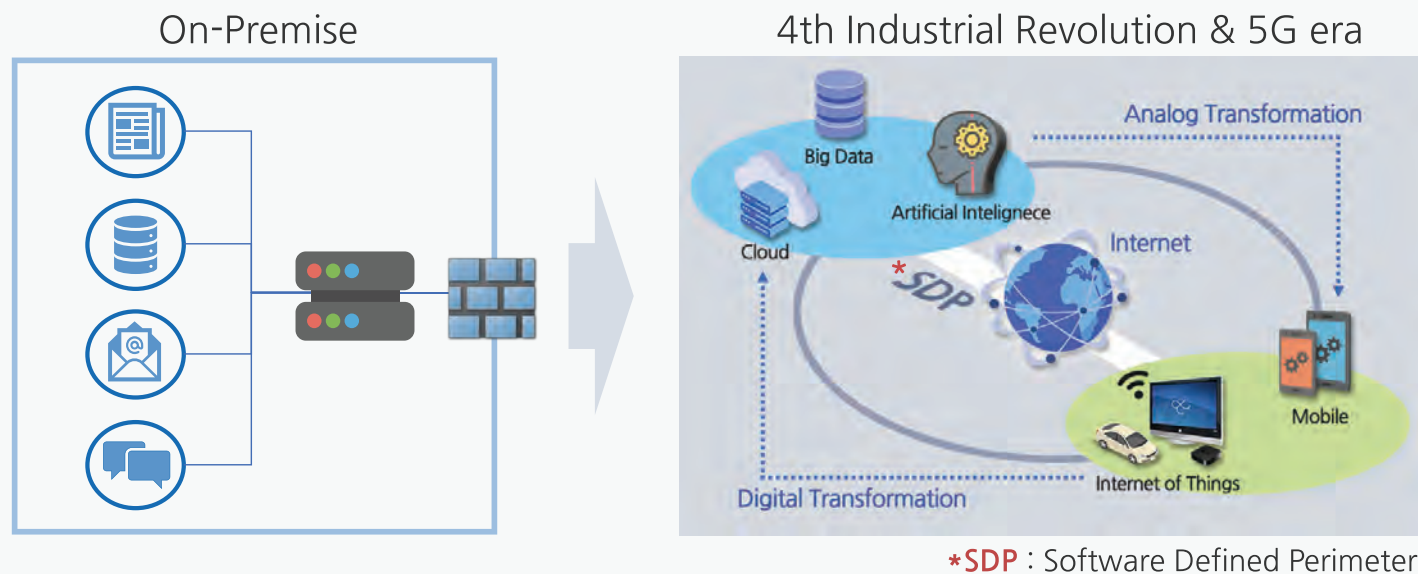 On-Premise
4th Industrial Revolution & 5G era
@
Big Data
Analog Transformation
Artificial Intelignece
Cloud
Internet
*SDP
Mobile
Internet of Things
Digital Transformation
*SDP : Software Defined Perimeter